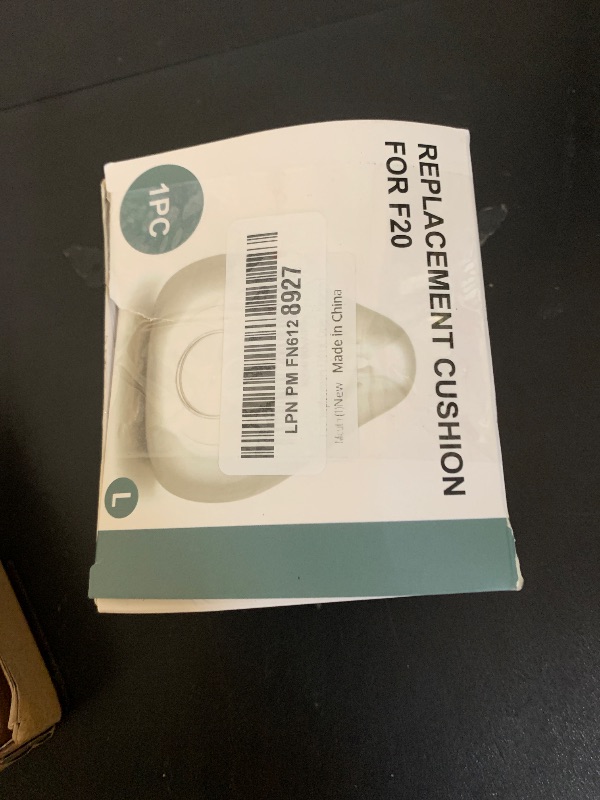 REPLACEMENT CUSHION
FOR F20
1PC
Made in China
New
LPN PM FN612 8927
L